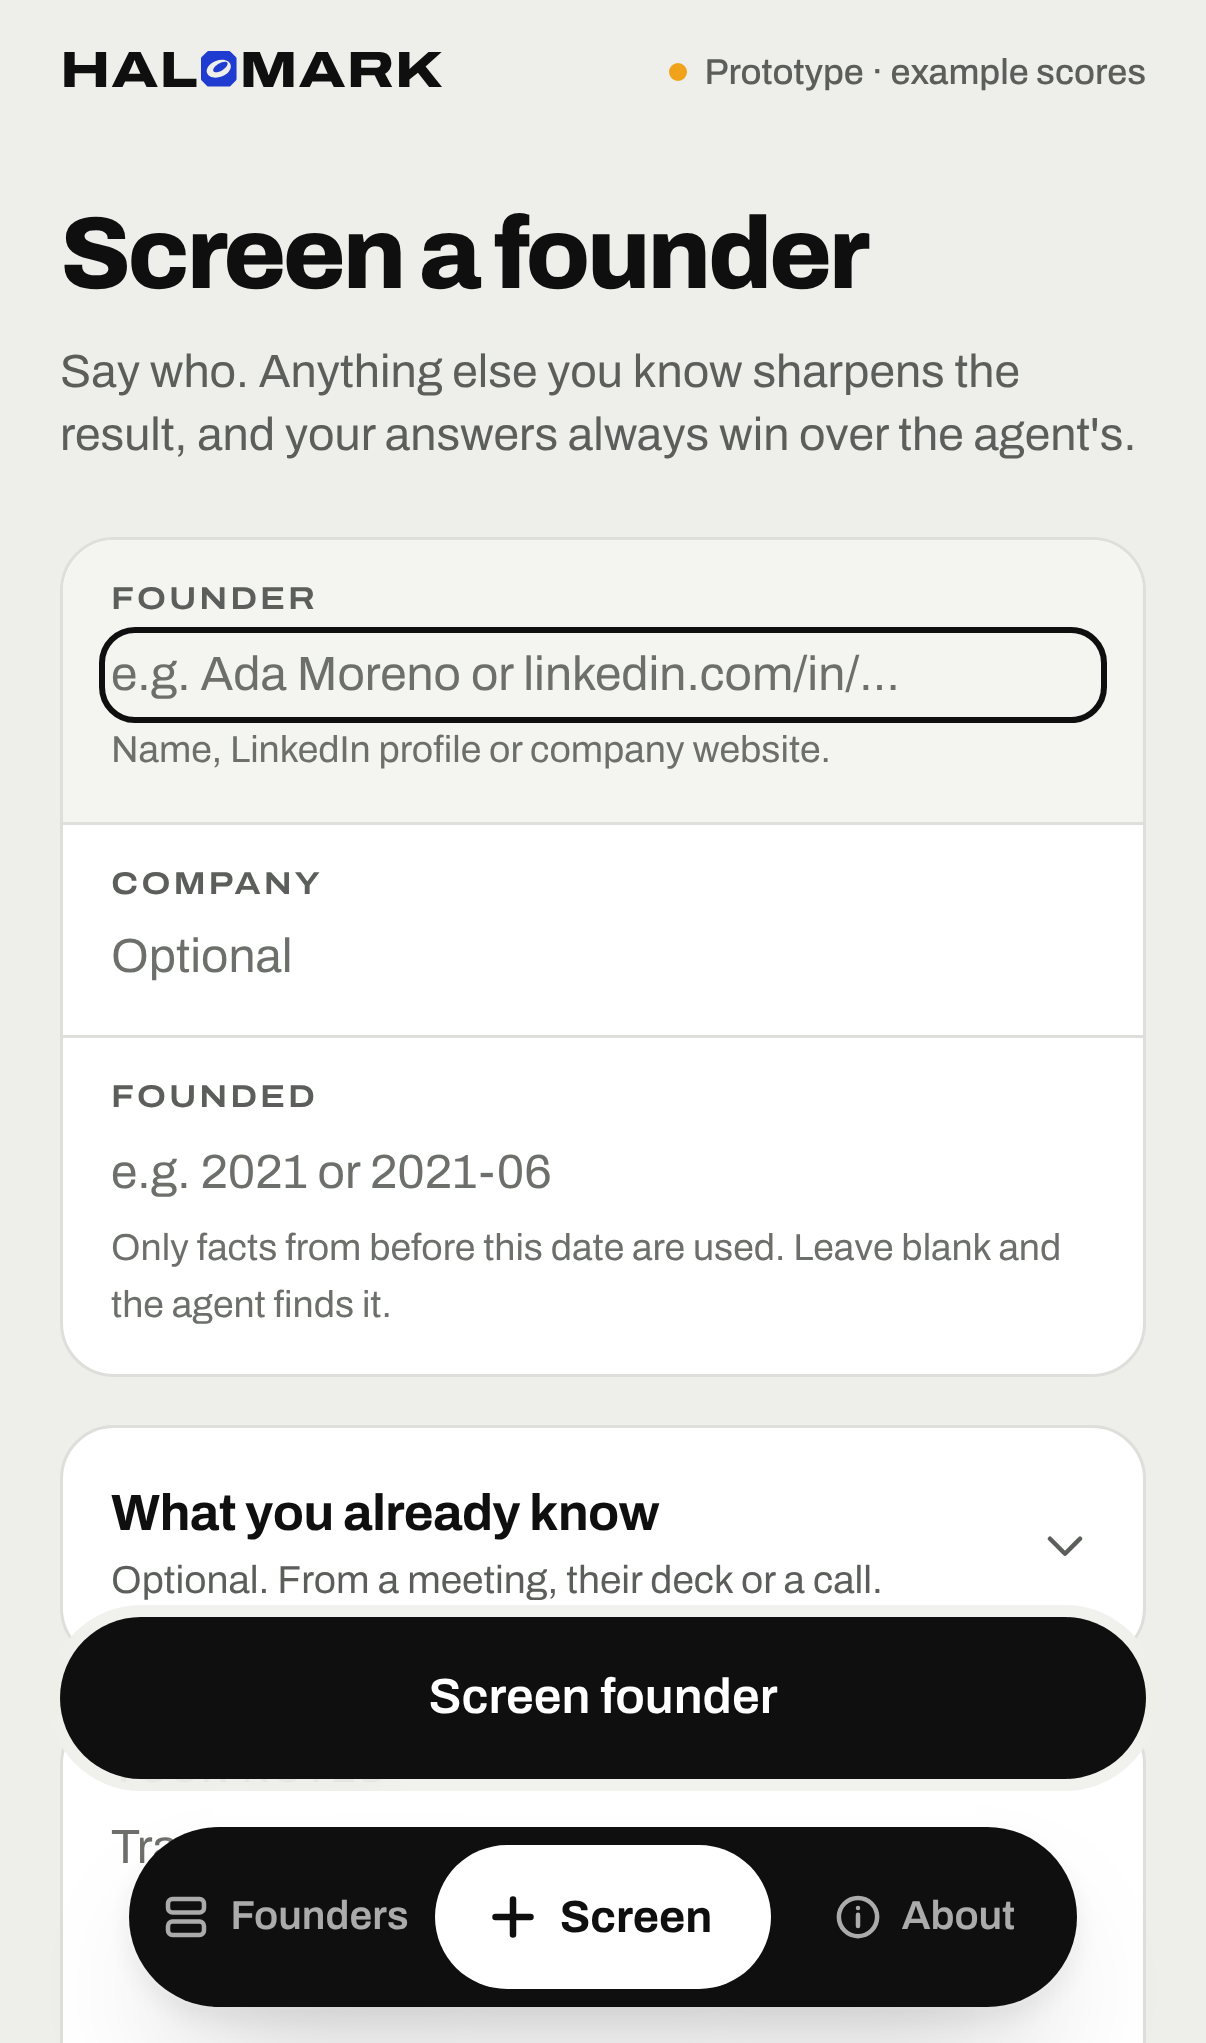 HALOMARK
Prototype · example scores
Screen a founder
Say who. Anything else you know sharpens the
result, and your answers always win over the agent's.
FOUNDER
e.g. Ada Moreno or linkedin.com/in/...
Name, LinkedIn profile or company website.
COMPANY
Optional
FOUNDED
e.g. 2021 or 2021-06
Only facts from before this date are used. Leave blank and
the agent finds it.
What you already know
Optional. From a meeting, their deck or a call.
Screen founder
Founders
Screen
About